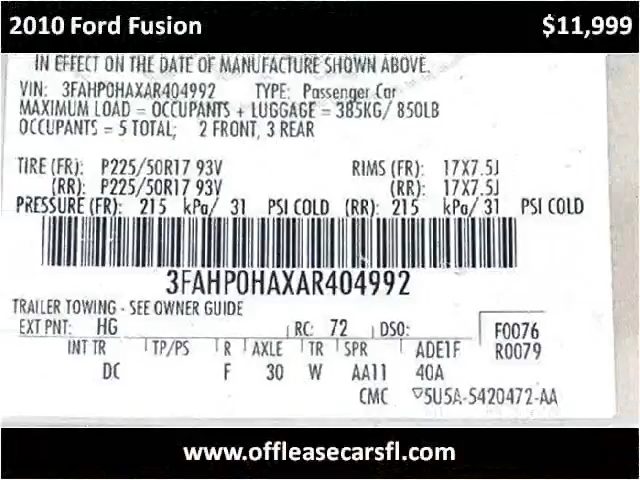 2010 Ford Fusion $11,999
IN EFFECT ON THE DATE OF MANUFACTURE SHOWN ABOVE.
VIN: 3FAHP0HAXAR404992 TYPE: Passenger Car
MAXIMUM LOAD = OCCUPANTS + LUGGAGE = 385KG/ 850LB
OCCUPANTS = 5 TOTAL; 2 FRONT, 3 REAR
TIRE (FR): P225/50R17 93V RIMS (FR): 17X7.5J
(RR): P225/50R17 93V (RR): 17X7.5J
PRESSURE (FR): 215 kPa/ 31 PSI COLD (RR): 215 kPa/ 31 PSI COLD
3FAHP0HAXAR404992
TRAILER TOWING - SEE OWNER GUIDE
EXT PNT: HG RC: 72 DSO: F0076
INT TR TP/PS R AXLE TR SPR ADE1F R0079
DC F 30 W AA11 40A
CMC ▽5U5A-5420472-AA
www.offleasecarsfl.com